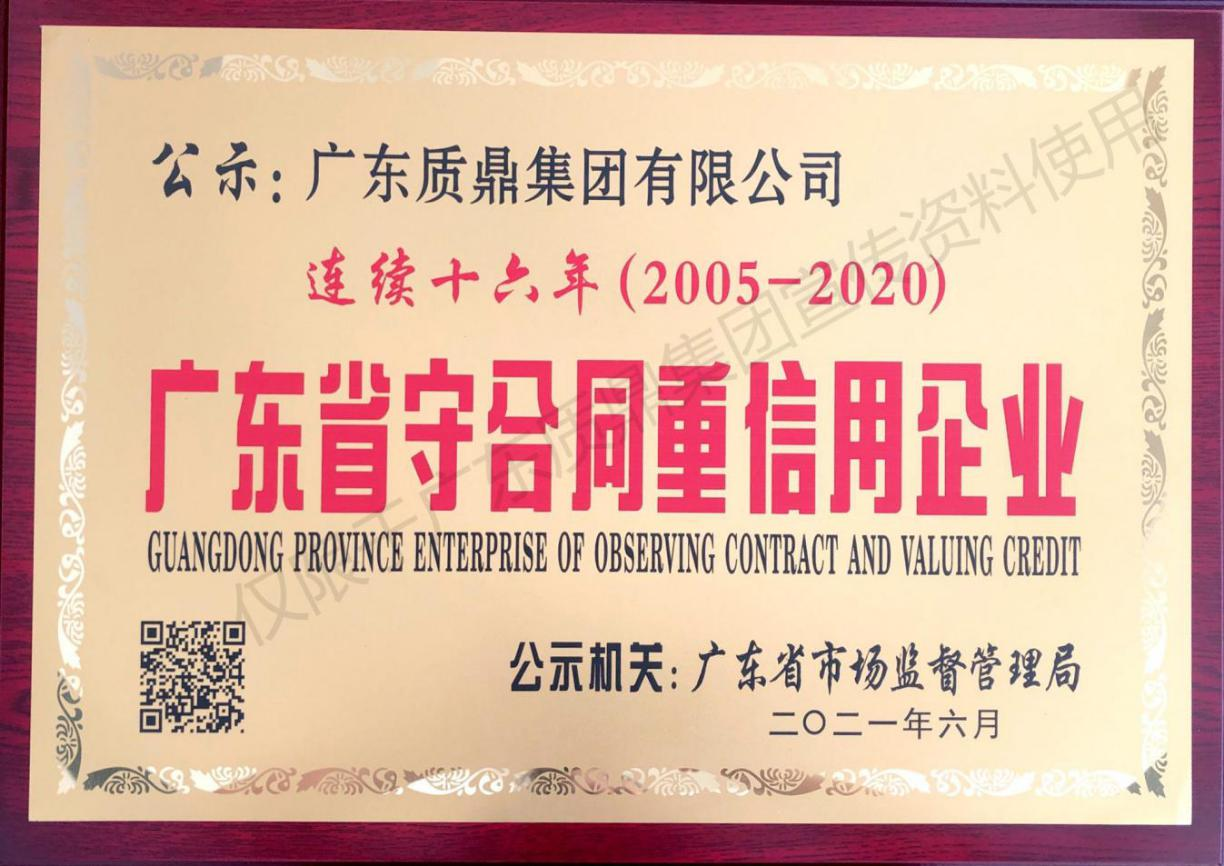 公示：广东质鼎集团有限公司
连续十六年(2005-2020)
广东省守合同重信用企业
GUANGDONG PROVINCE ENTERPRISE OF OBSERVING CONTRACT AND VALUING CREDIT
公示机关：广东省市场监督管理局
二〇二一年六月
仅限于广东质鼎集团宣传资料使用